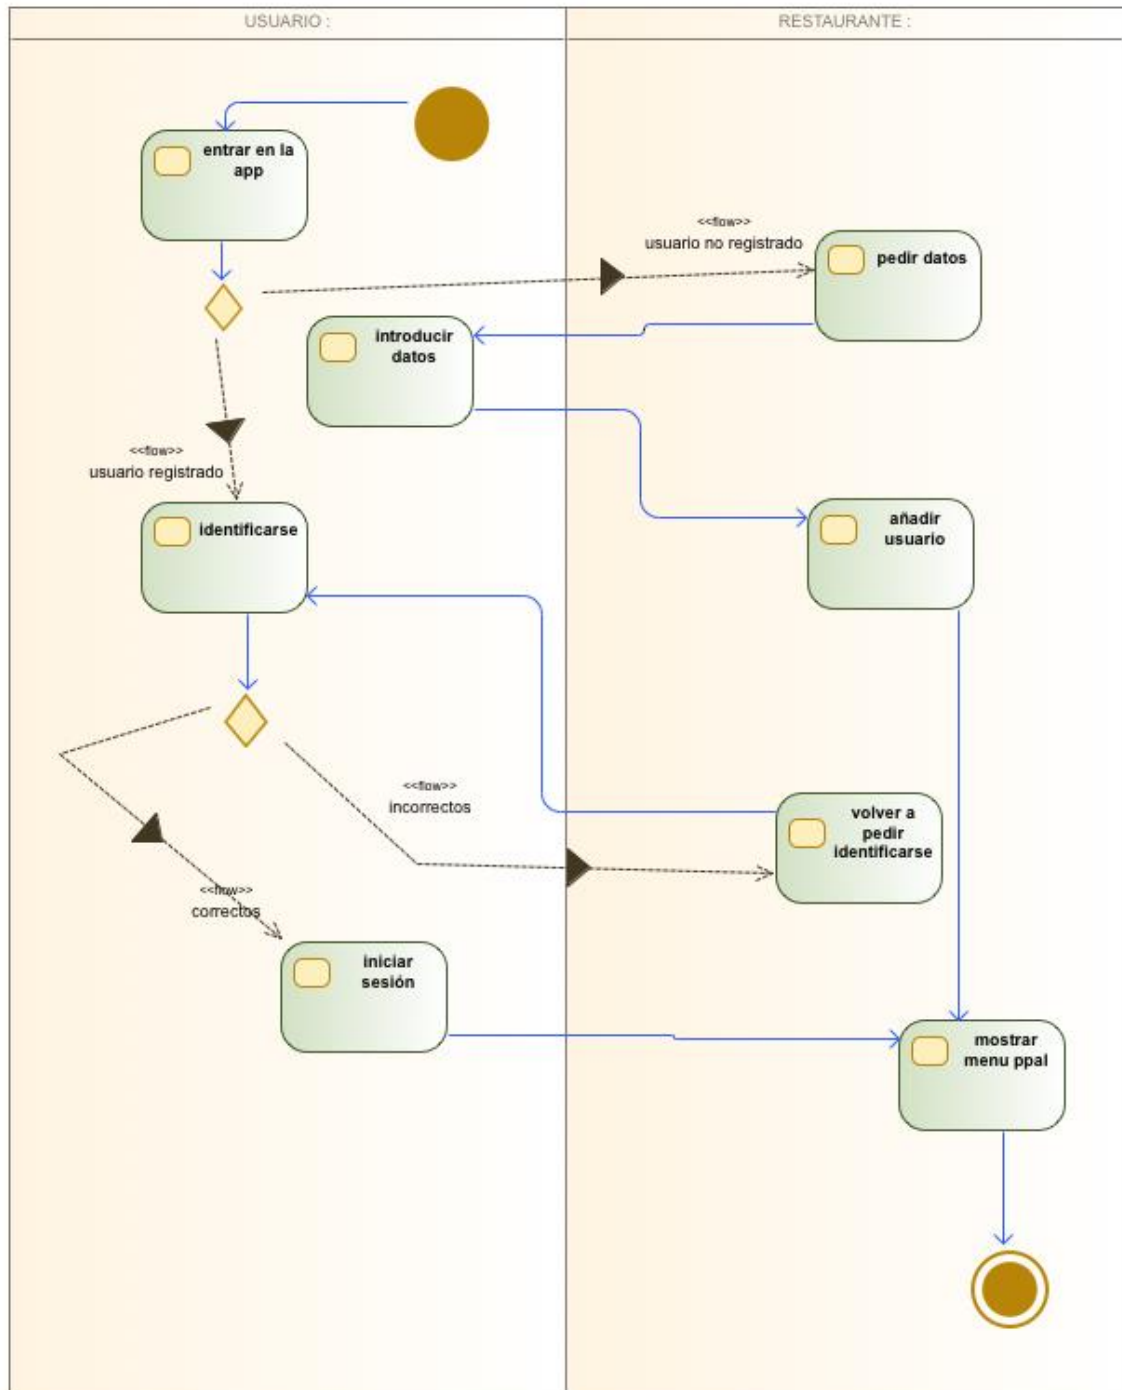 USUARIO :
RESTAURANTE :
entrar en la
app
<<flow>>
usuario no registrado
pedir datos
introducir
datos
<<flow>>
usuario registrado
identificarse
añadir
usuario
<<flow>>
incorrectos
volver a
pedir
identificarse
<<flow>>
correctos
iniciar
sesión
mostrar
menu ppal